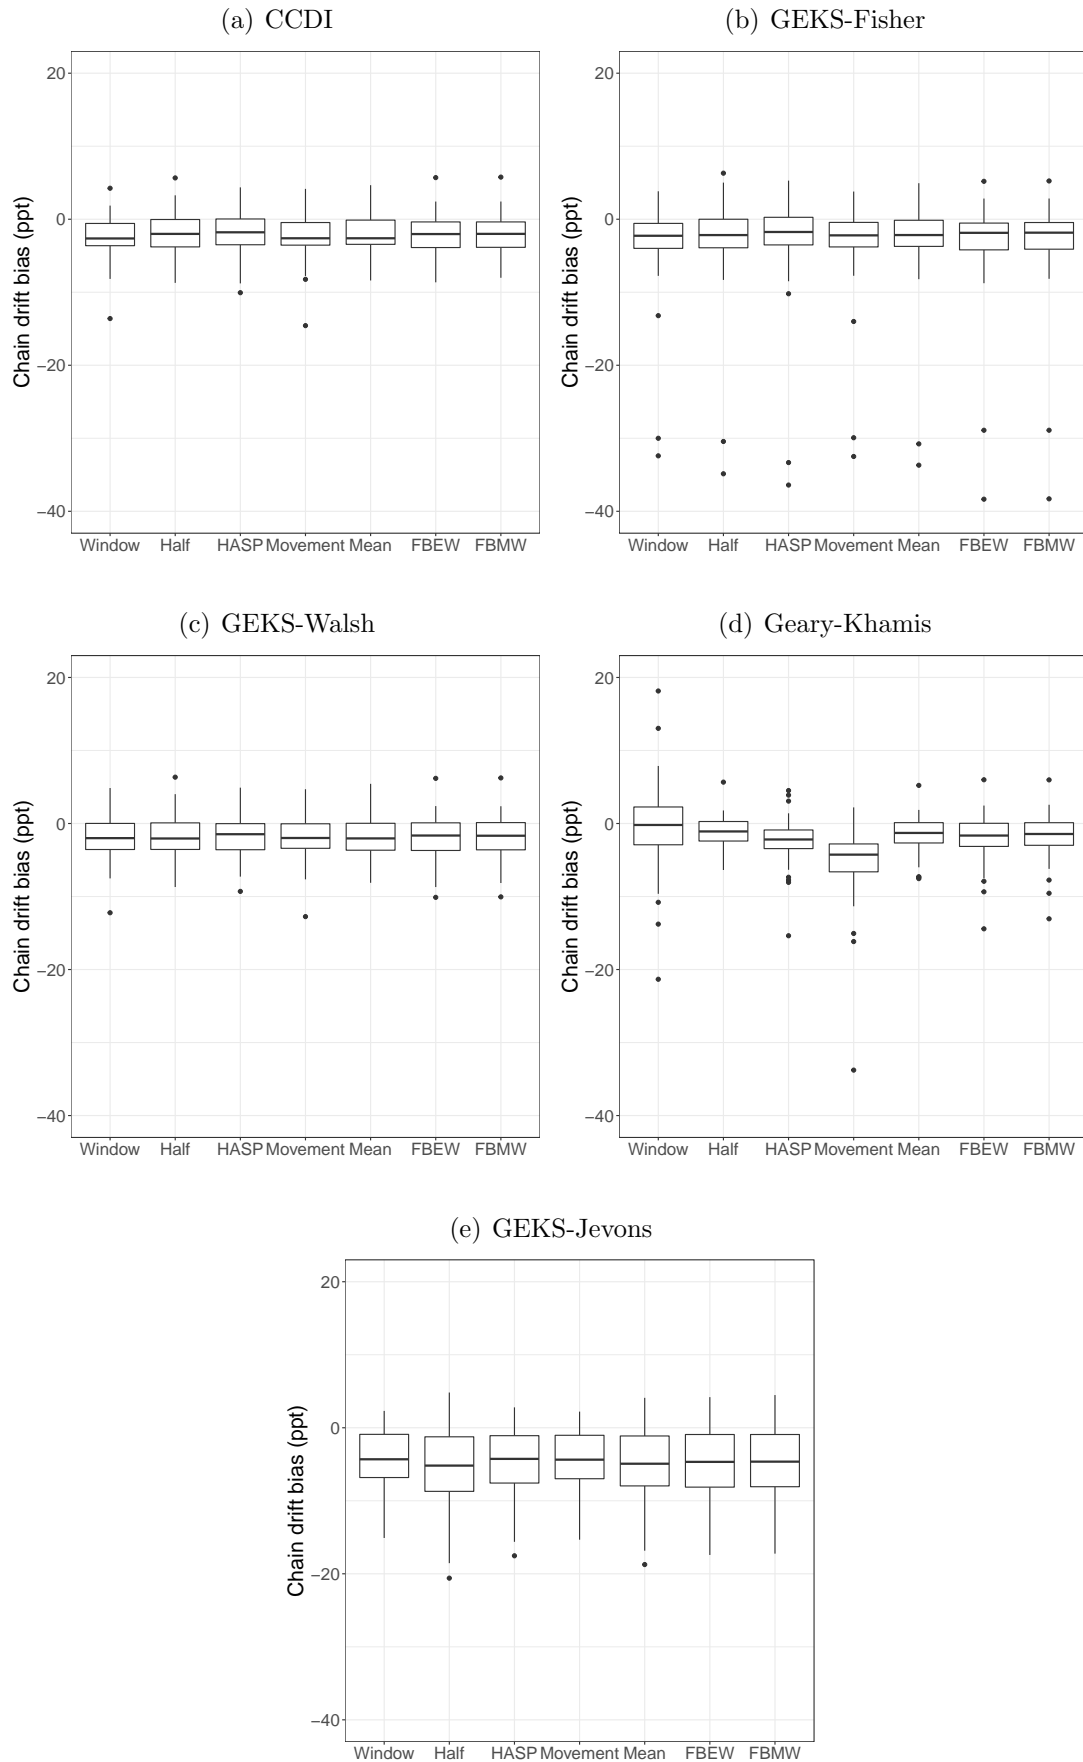 (a) CCDI
20
0
−20
−40
Chain drift bias (ppt)
Window Half HASP Movement Mean FBEW FBMW
(b) GEKS-Fisher
20
0
−20
−40
Chain drift bias (ppt)
Window Half HASP Movement Mean FBEW FBMW
(c) GEKS-Walsh
20
0
−20
−40
Chain drift bias (ppt)
Window Half HASP Movement Mean FBEW FBMW
(d) Geary-Khamis
20
0
−20
−40
Chain drift bias (ppt)
Window Half HASP Movement Mean FBEW FBMW
(e) GEKS-Jevons
20
0
−20
−40
Chain drift bias (ppt)
Window Half HASP Movement Mean FBEW FBMW